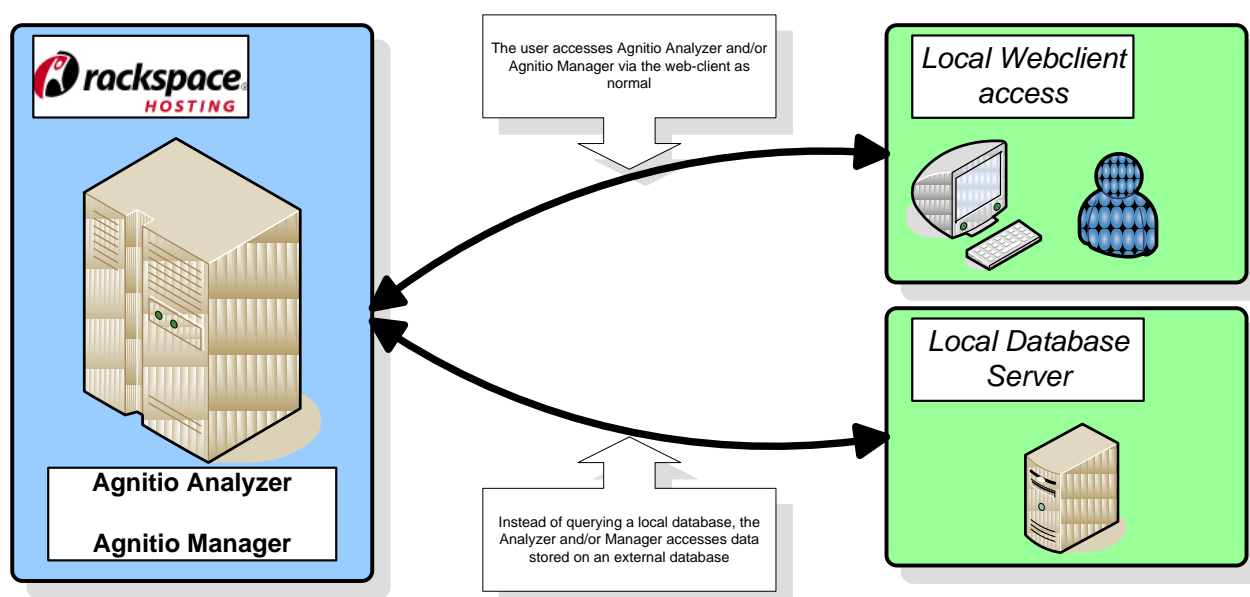 rackspace
HOSTING
Agnitio Analyzer
Agnitio Manager
The user accesses Agnitio Analyzer and/or
Agnitio Manager via the web-client as
normal
Instead of querying a local database, the
Analyzer and/or Manager accesses data
stored on an external database
Local Webclient
access
Local Database
Server